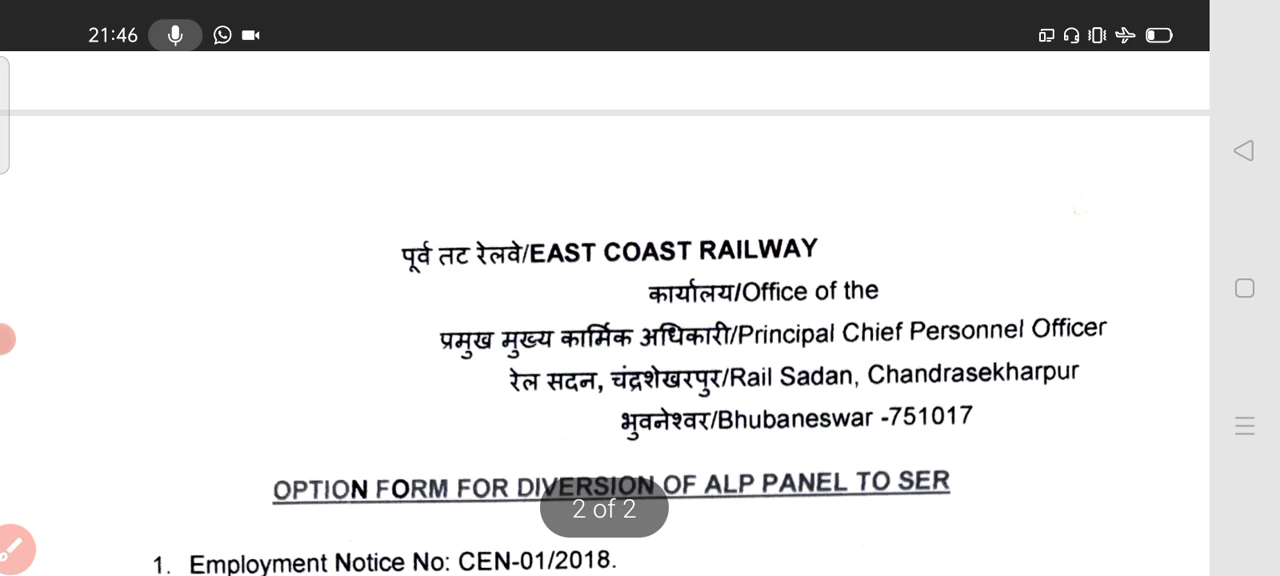 21:46
पूर्व तट रेलवे/EAST COAST RAILWAY
कार्यालय/Office of the
प्रमुख मुख्य कार्मिक अधिकारी/Principal Chief Personnel Officer
रेल सदन, चंद्रशेखरपुर/Rail Sadan, Chandrasekharpur
भुवनेश्वर/Bhubaneswar -751017
OPTION FORM FOR DIVERSION OF ALP PANEL TO SER
2 of 2
1. Employment Notice No: CEN-01/2018.